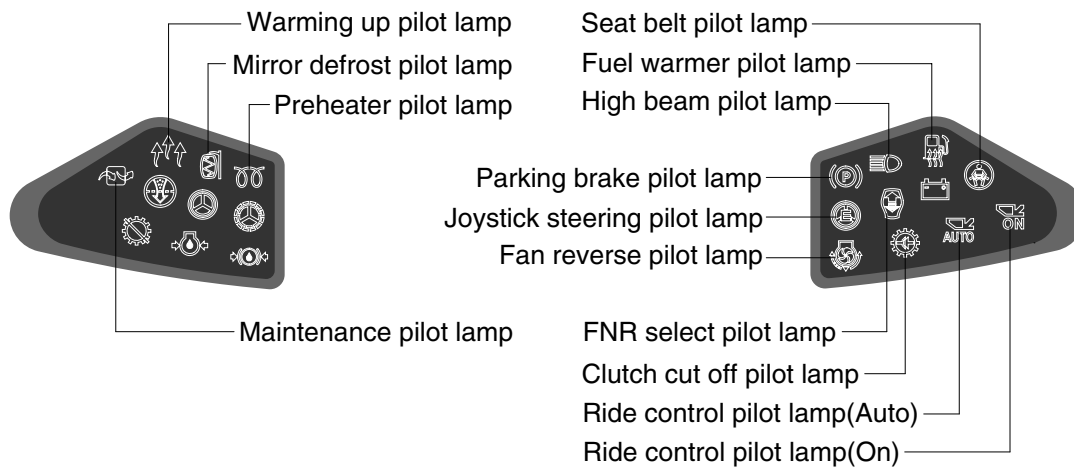 Warming up pilot lamp
Mirror defrost pilot lamp
Preheater pilot lamp
Maintenance pilot lamp
Seat belt pilot lamp
Fuel warmer pilot lamp
High beam pilot lamp
Parking brake pilot lamp
Joystick steering pilot lamp
Fan reverse pilot lamp
P
AUTO
ON
FNR select pilot lamp
Clutch cut off pilot lamp
Ride control pilot lamp(Auto)
Ride control pilot lamp(On)